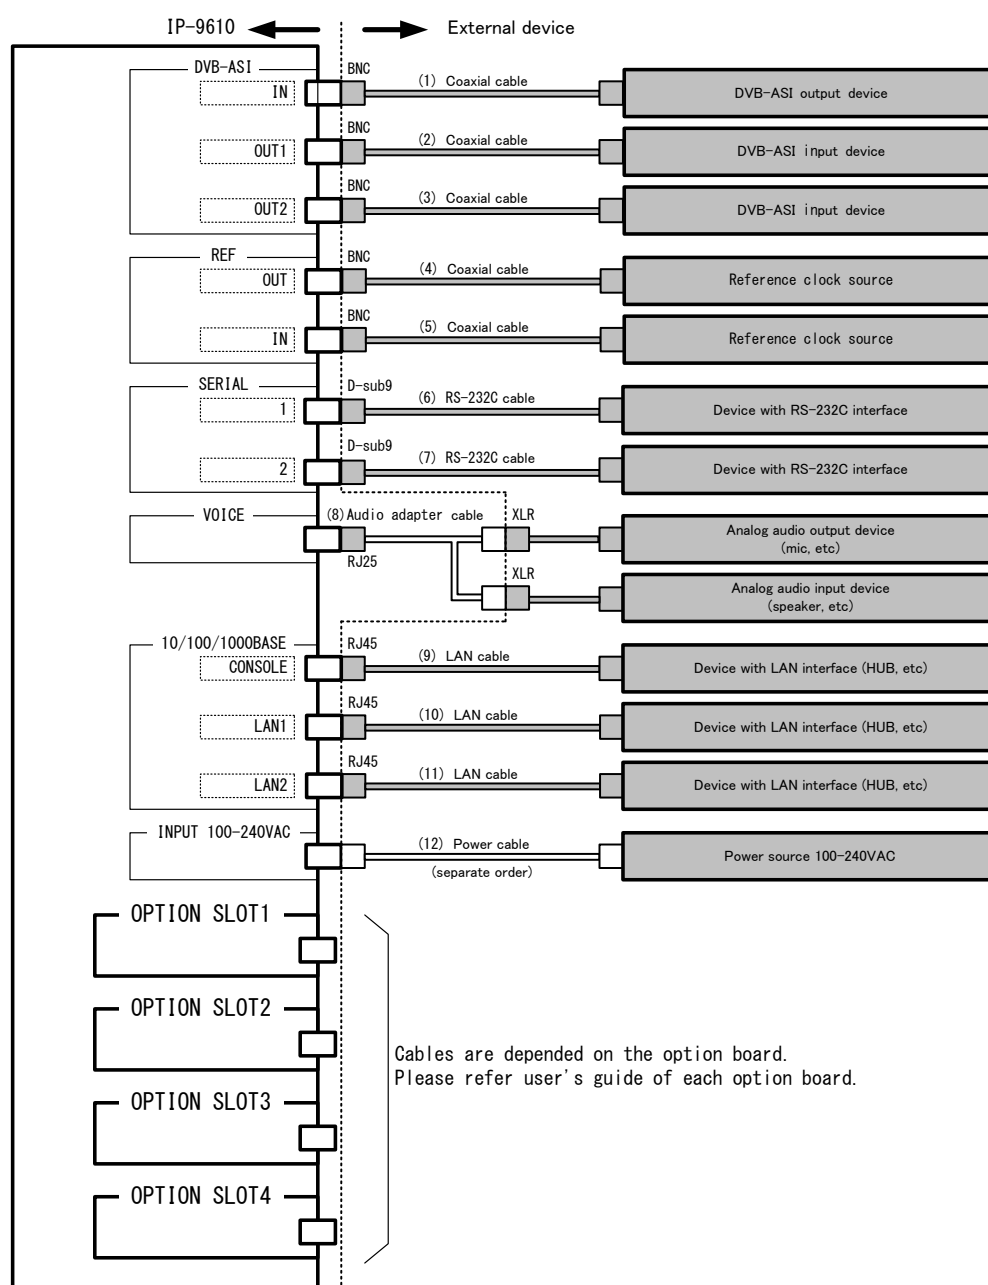 IP-9610
External device
DVB-ASI
BNC
IN
(1) Coaxial cable
DVB-ASI output device
BNC
OUT1
(2) Coaxial cable
DVB-ASI input device
BNC
OUT2
(3) Coaxial cable
DVB-ASI input device
REF
BNC
OUT
(4) Coaxial cable
Reference clock source
BNC
IN
(5) Coaxial cable
Reference clock source
SERIAL
D-sub9
1
(6) RS-232C cable
Device with RS-232C interface
D-sub9
2
(7) RS-232C cable
Device with RS-232C interface
VOICE
(8)Audio adapter cable
XLR
RJ25
Analog audio output device
(mic, etc)
XLR
Analog audio input device
(speaker, etc)
10/100/1000BASE
RJ45
CONSOLE
(9) LAN cable
Device with LAN interface (HUB, etc)
RJ45
LAN1
(10) LAN cable
Device with LAN interface (HUB, etc)
RJ45
LAN2
(11) LAN cable
Device with LAN interface (HUB, etc)
INPUT 100-240VAC
(12) Power cable
(separate order)
Power source 100-240VAC
OPTION SLOT1
OPTION SLOT2
Cables are depended on the option board.
Please refer user's guide of each option board.
OPTION SLOT3
OPTION SLOT4